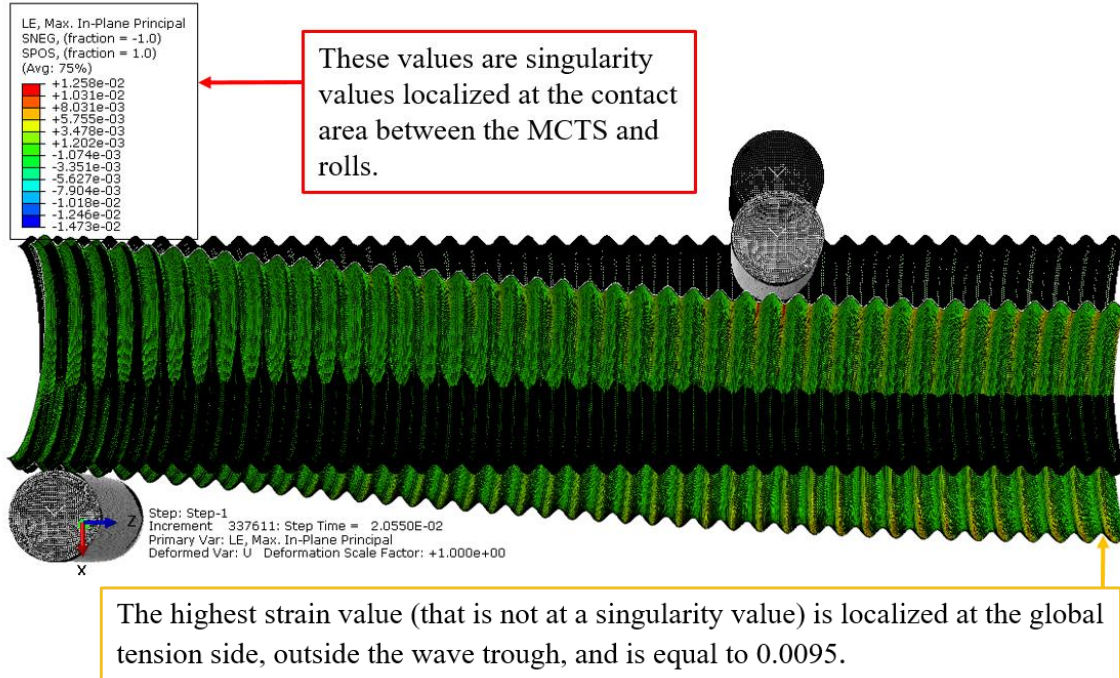 LE, Max. In-Plane Principal
SNEG, (fraction = -1.0)
SPOS, (fraction = 1.0)
(Avg: 75%)
+1.258e-02
+1.031e-02
+8.031e-03
+5.755e-03
+3.478e-03
+1.202e-03
-1.074e-03
-3.351e-03
-5.627e-03
-7.904e-03
-1.018e-02
-1.246e-02
-1.473e-02
These values are singularity
values localized at the contact
area between the MCTS and
rolls.
Z
X
Step: Step-1
Increment 337611: Step Time = 2.0550E-02
Primary Var: LE, Max. In-Plane Principal
Deformed Var: U Deformation Scale Factor: +1.000e+00
The highest strain value (that is not at a singularity value) is localized at the global
tension side, outside the wave trough, and is equal to 0.0095.